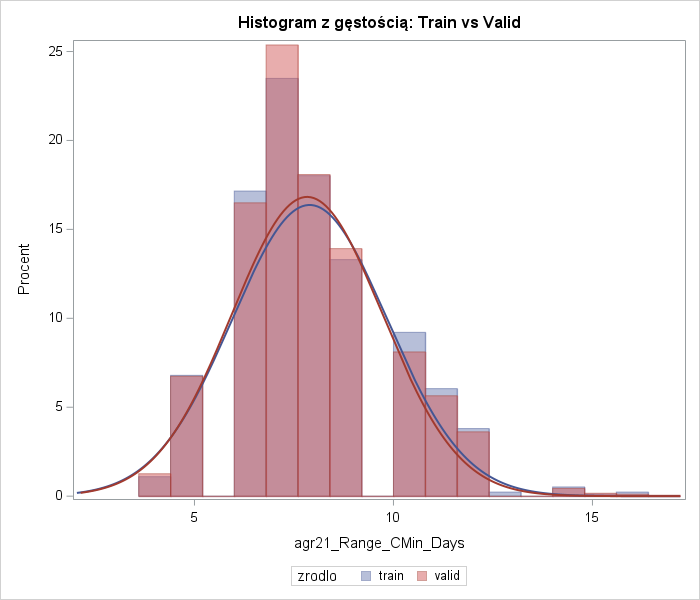 Histogram z gęstością: Train vs Valid
Procent
25
20
15
10
5
0
5 10 15
agr21_Range_CMin_Days
zrodlo train valid